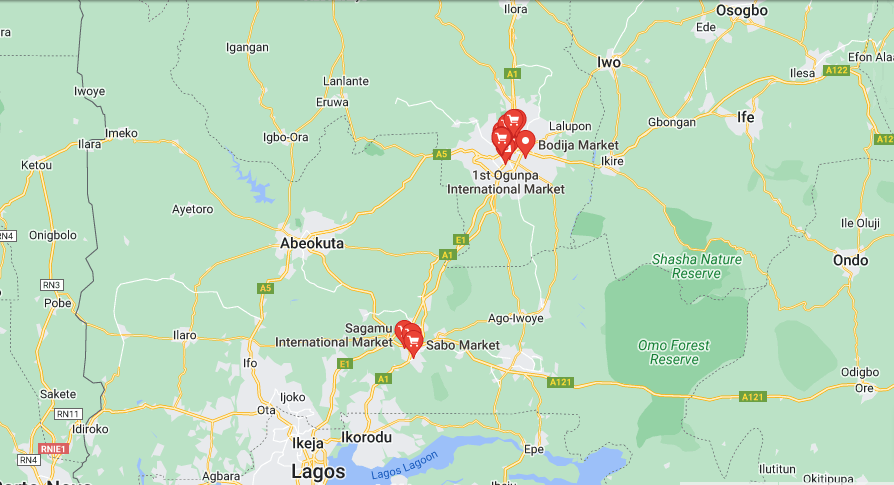 Ilora
Osogbo
Ede
ra
Igangan
Iwo
Efon Alaa
Ilesa
A122
A1
Lanlante
Iwoye
Eruwa
Gbongan
Ife
Lalupon
Imeko
Ilara
Igbo-Ora
Bodija Market
A12
A5
Ikire
Ketou
1st Ogunpa
International Market
Ayetoro
Ile Oluji
RN4
Onigbolo
Abeokuta
E1
A1
Shasha Nature
Reserve
Ondo
RN3
A5
Pobe
Sagamu
International Market
Ago-Iwoye
Ilaro
Sabo Market
Omo Forest
Reserve
Ifo
E1
A1
A121
Odigbo
Ore
Sakete
Ijoko
A121
RN11
Ota
Idiroko
Ikeja
Ikorodu
RNIE1
Epe
RN4
Lagos
Lagos Lagoon
Agbara
Ilutitun
Okitipupa